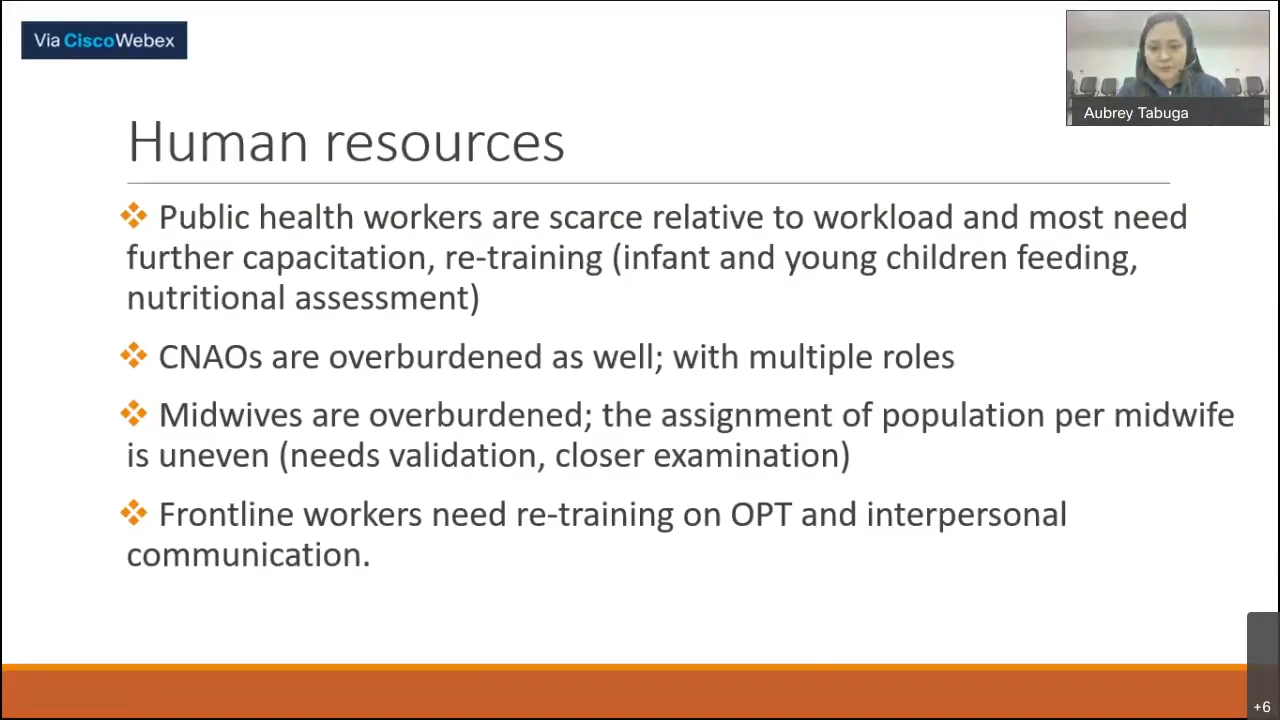 Via CiscoWebex
Aubrey Tabuga
Human resources
Public health workers are scarce relative to workload and most need
further capacitation, re-training (infant and young children feeding,
nutritional assessment)
CNAOs are overburdened as well; with multiple roles
Midwives are overburdened; the assignment of population per midwife
is uneven (needs validation, closer examination)
Frontline workers need re-training on OPT and interpersonal
communication.
+6